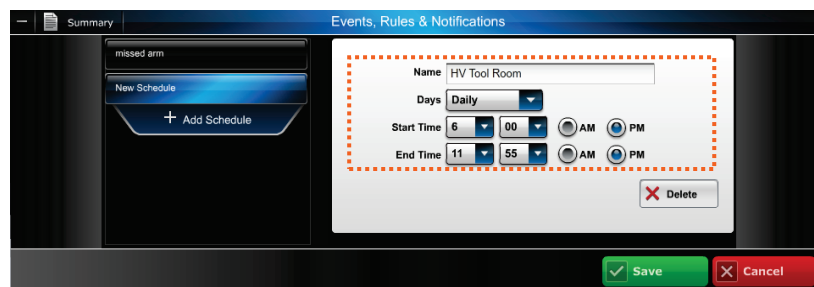 Summary
Events, Rules & Notifications
missed arm
New Schedule
+ Add Schedule
Name HV Tool Room
Days Daily
Start Time 6 00 AM PM
End Time 11 55 AM PM
Delete
Save Cancel